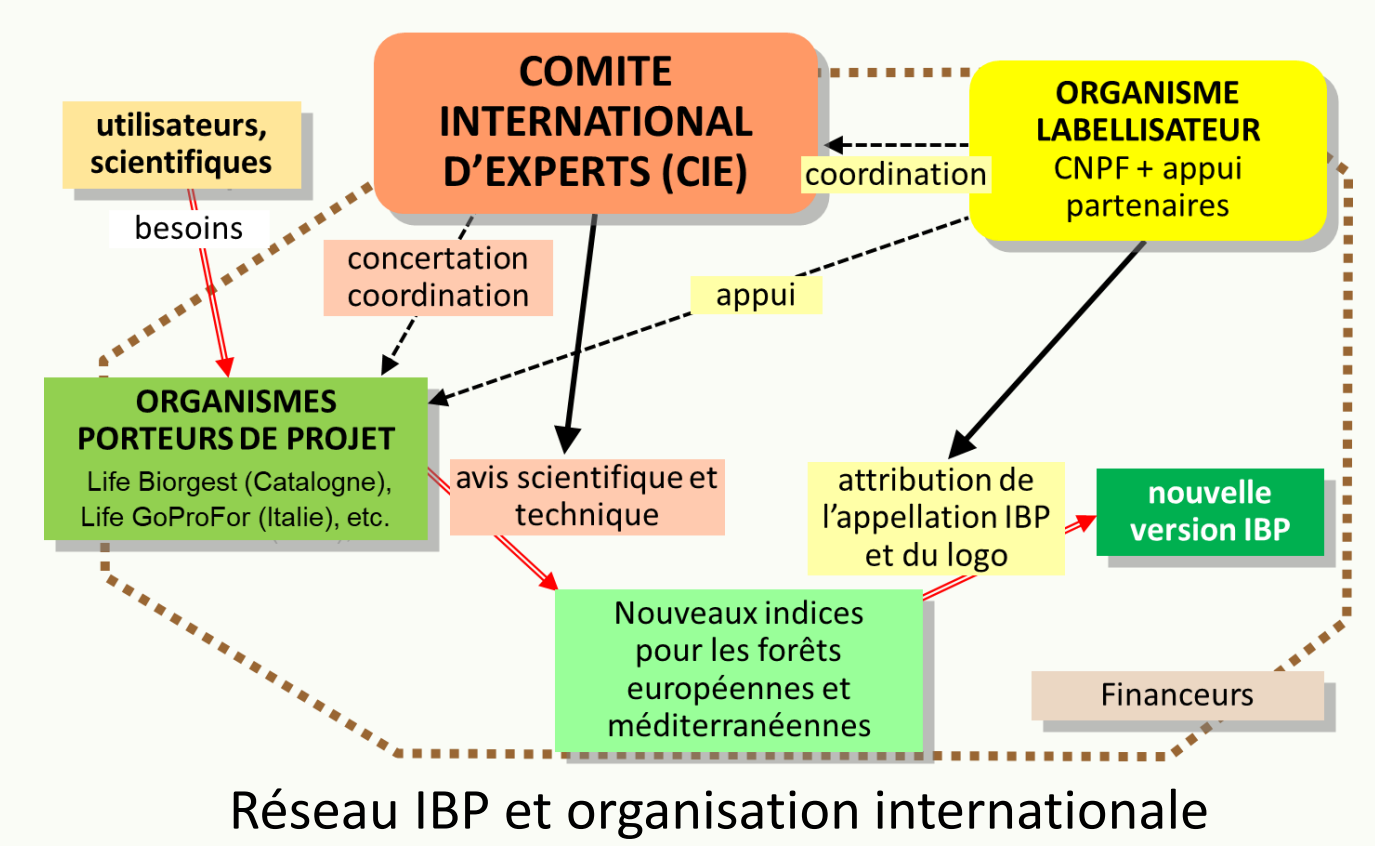 COMITE
INTERNATIONAL
D’EXPERTS (CIE)
ORGANISME
LABELLISATEUR
CNPF + appui
partenaires
utilisateurs,
scientifiques
coordination
besoins
concertation
coordination
appui
ORGANISMES
PORTEURS DE PROJET
Life Biorgest (Catalogne),
Life GoProFor (Italie), etc.
avis scientifique et
technique
attribution de
l’appellation IBP
et du logo
nouvelle
version IBP
Nouveaux indices
pour les forêts
européennes et
méditerranéennes
Financeurs
Réseau IBP et organisation internationale